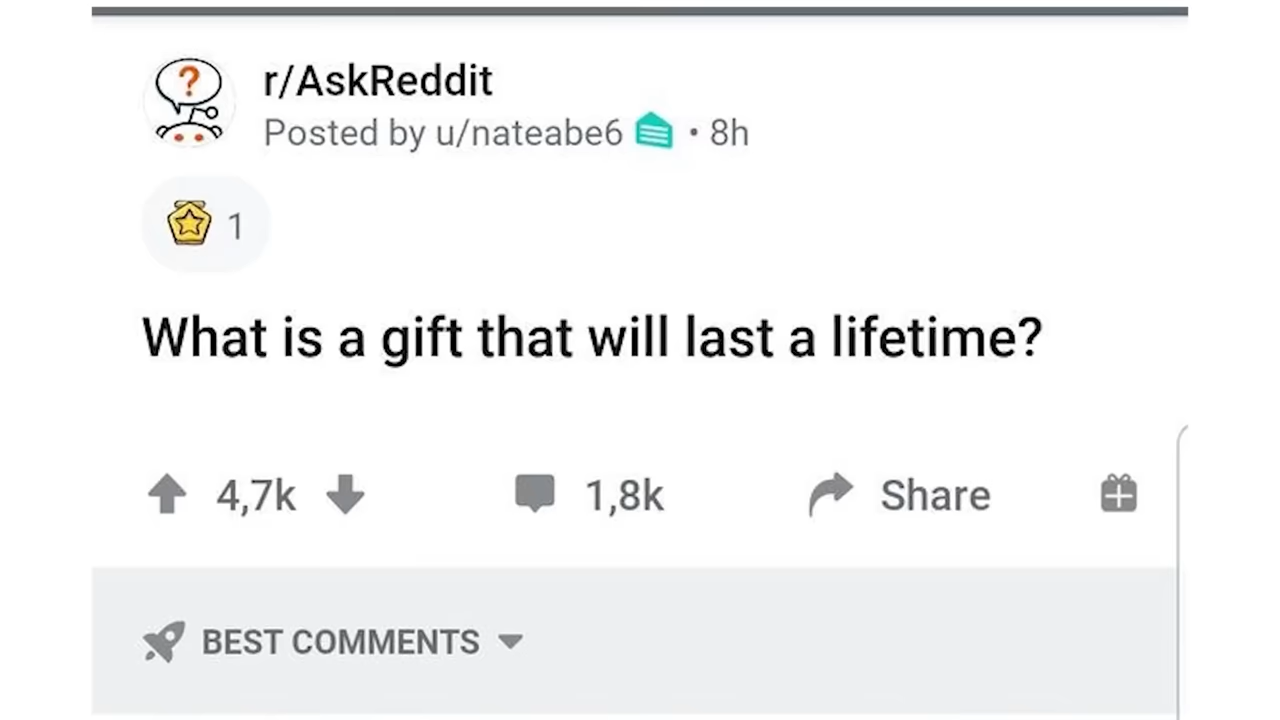 r/AskReddit
Posted by u/nateabe6 • 8h
1
What is a gift that will last a lifetime?
4,7k 1,8k Share
BEST COMMENTS